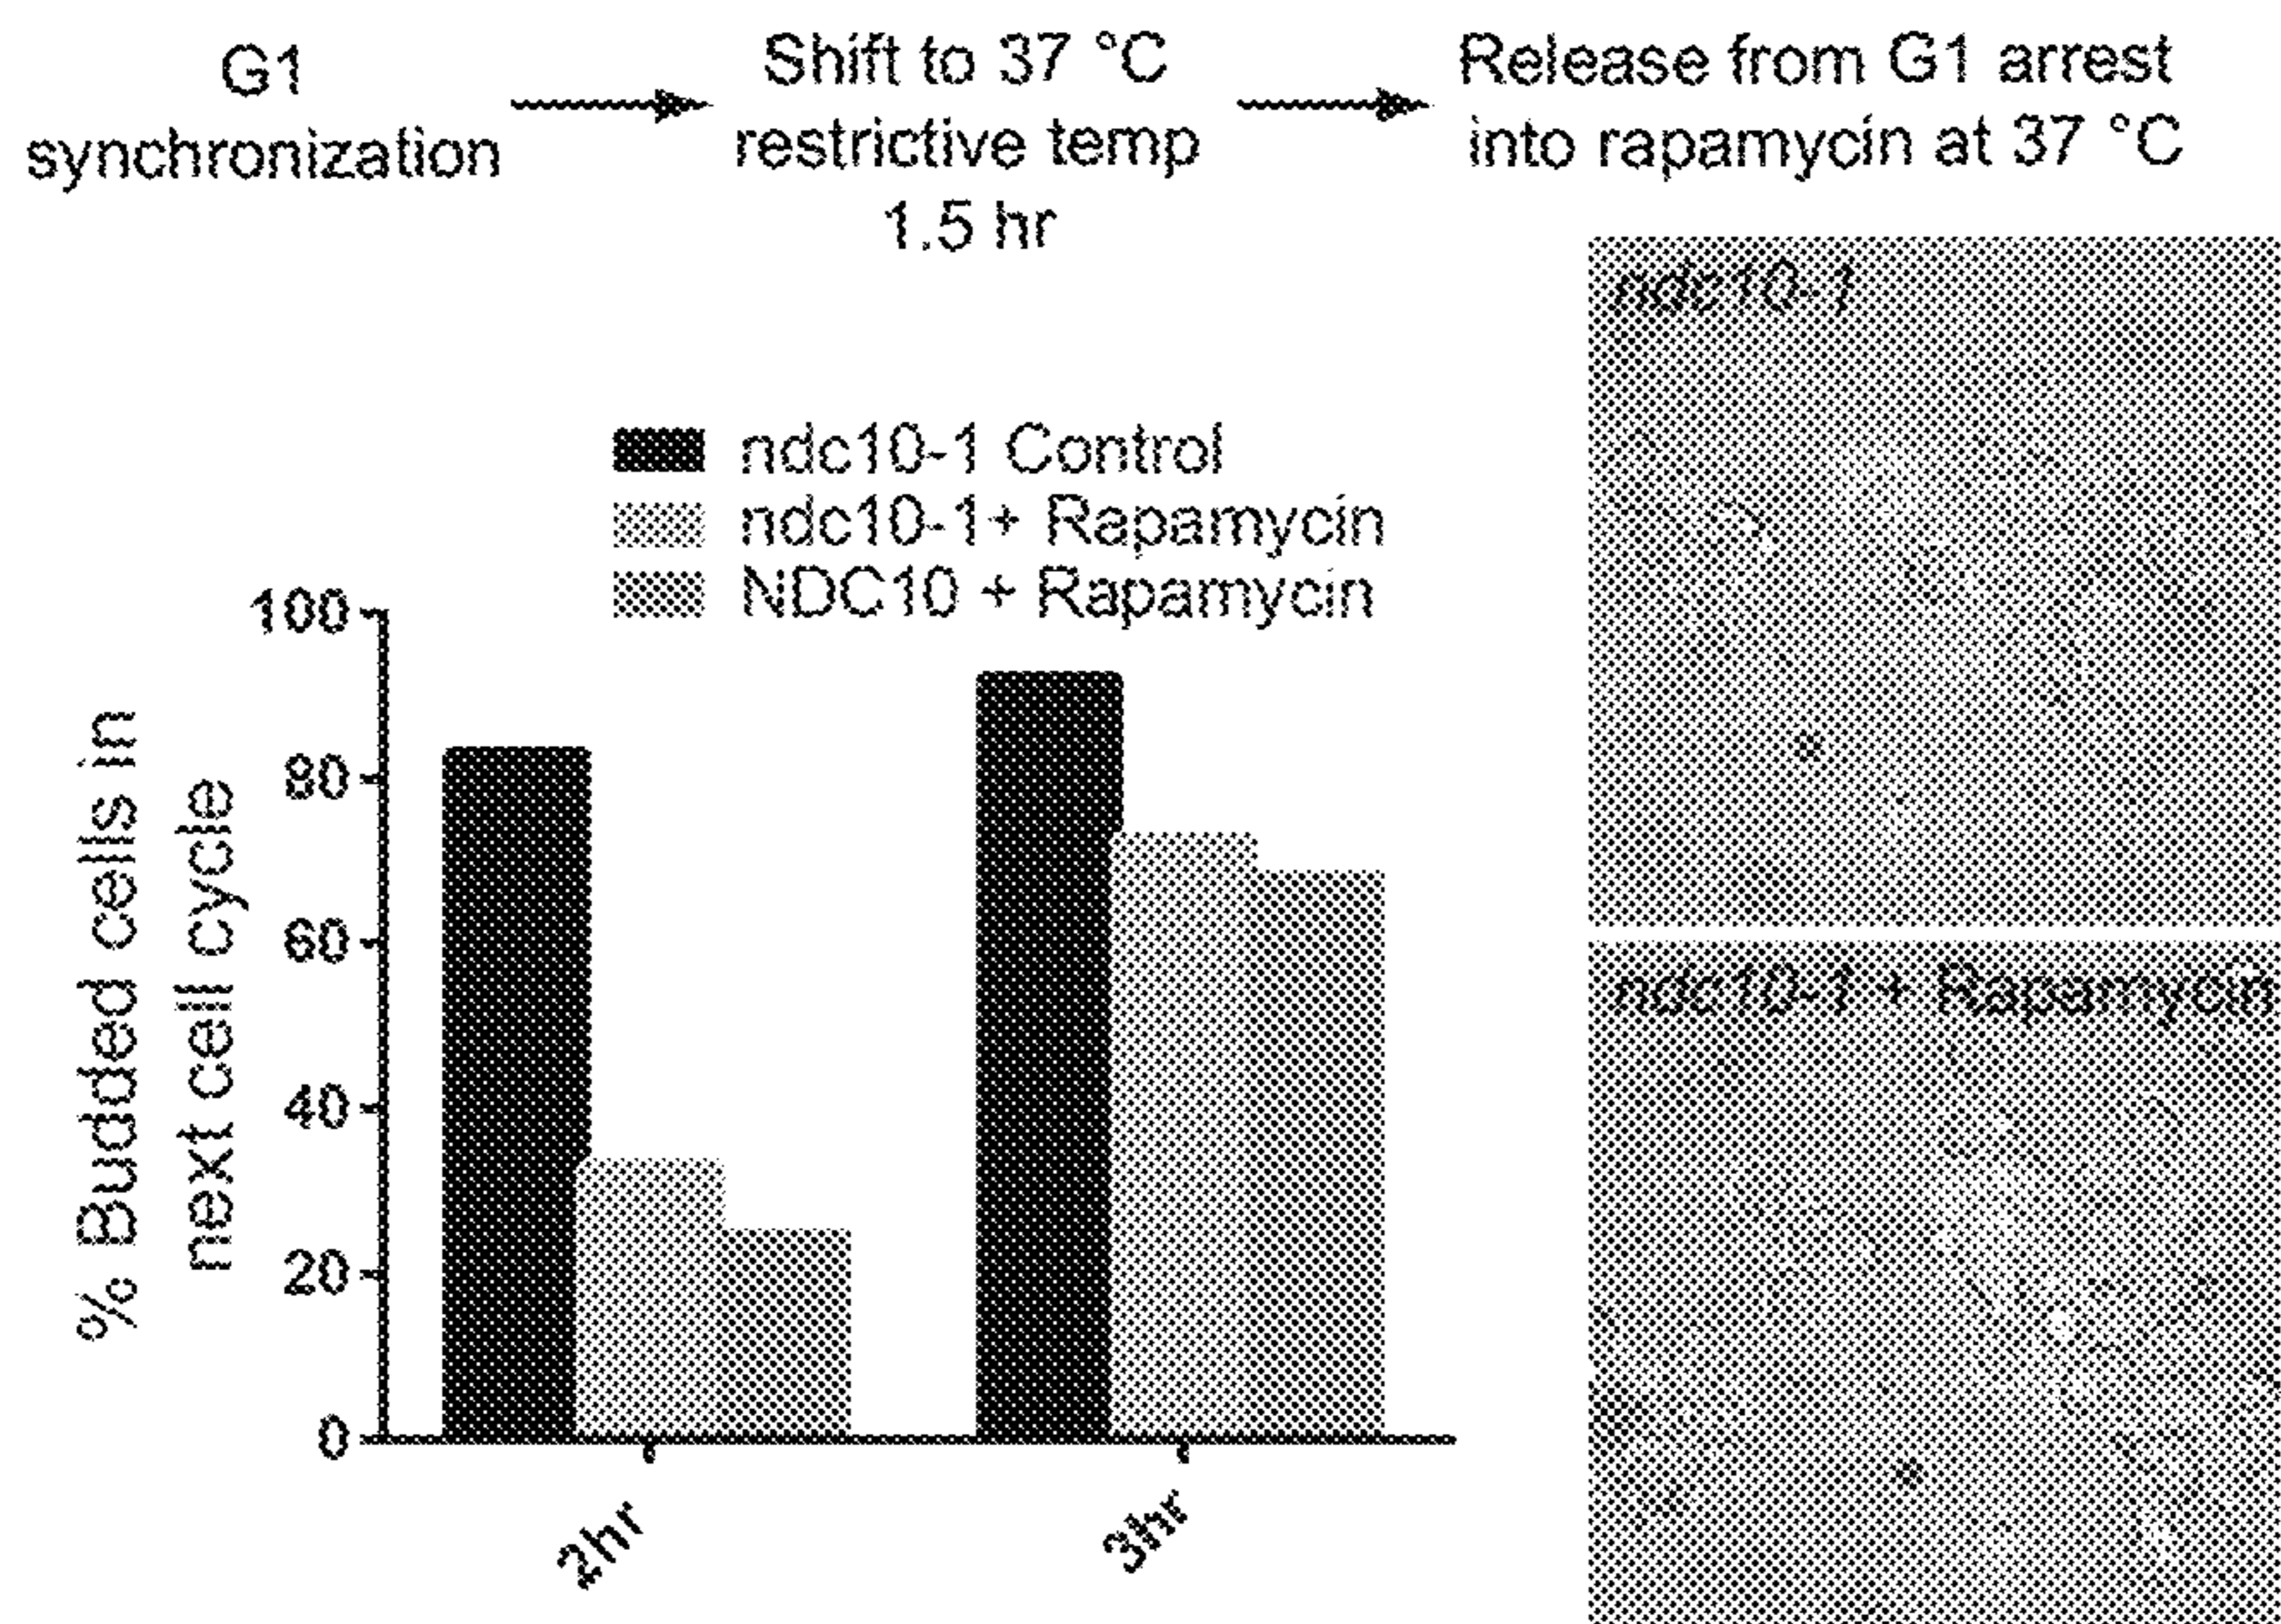 G1
synchronization
Shift to 37 °C
restrictive temp
1.5 hr
Release from G1 arrest
into rapamycin at 37 °C
ndc10-1 Control
ndc10-1+ Rapamycin
NDC10 + Rapamycin
% Budded cells in
next cell cycle
100
80
60
40
20
0
2hr
3hr
ndc10-1
ndc10-1 + Rapamycin